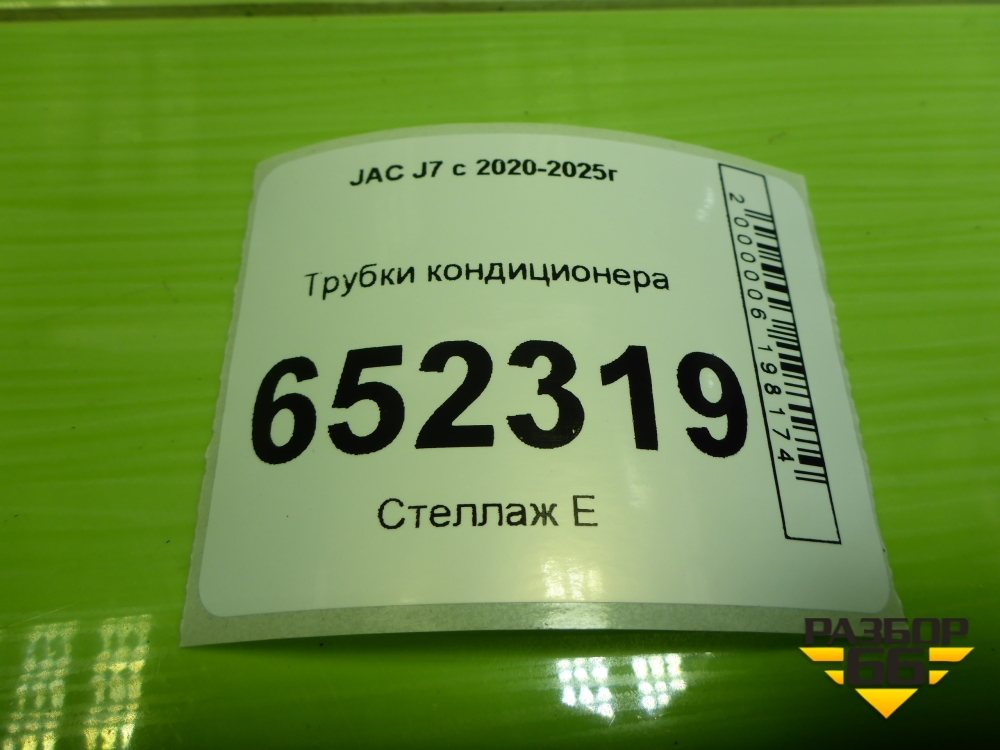 JAC J7 с 2020-2025г
Трубки кондиционера
652319
Стеллаж Е
2000006198174
РАЗБОР
66